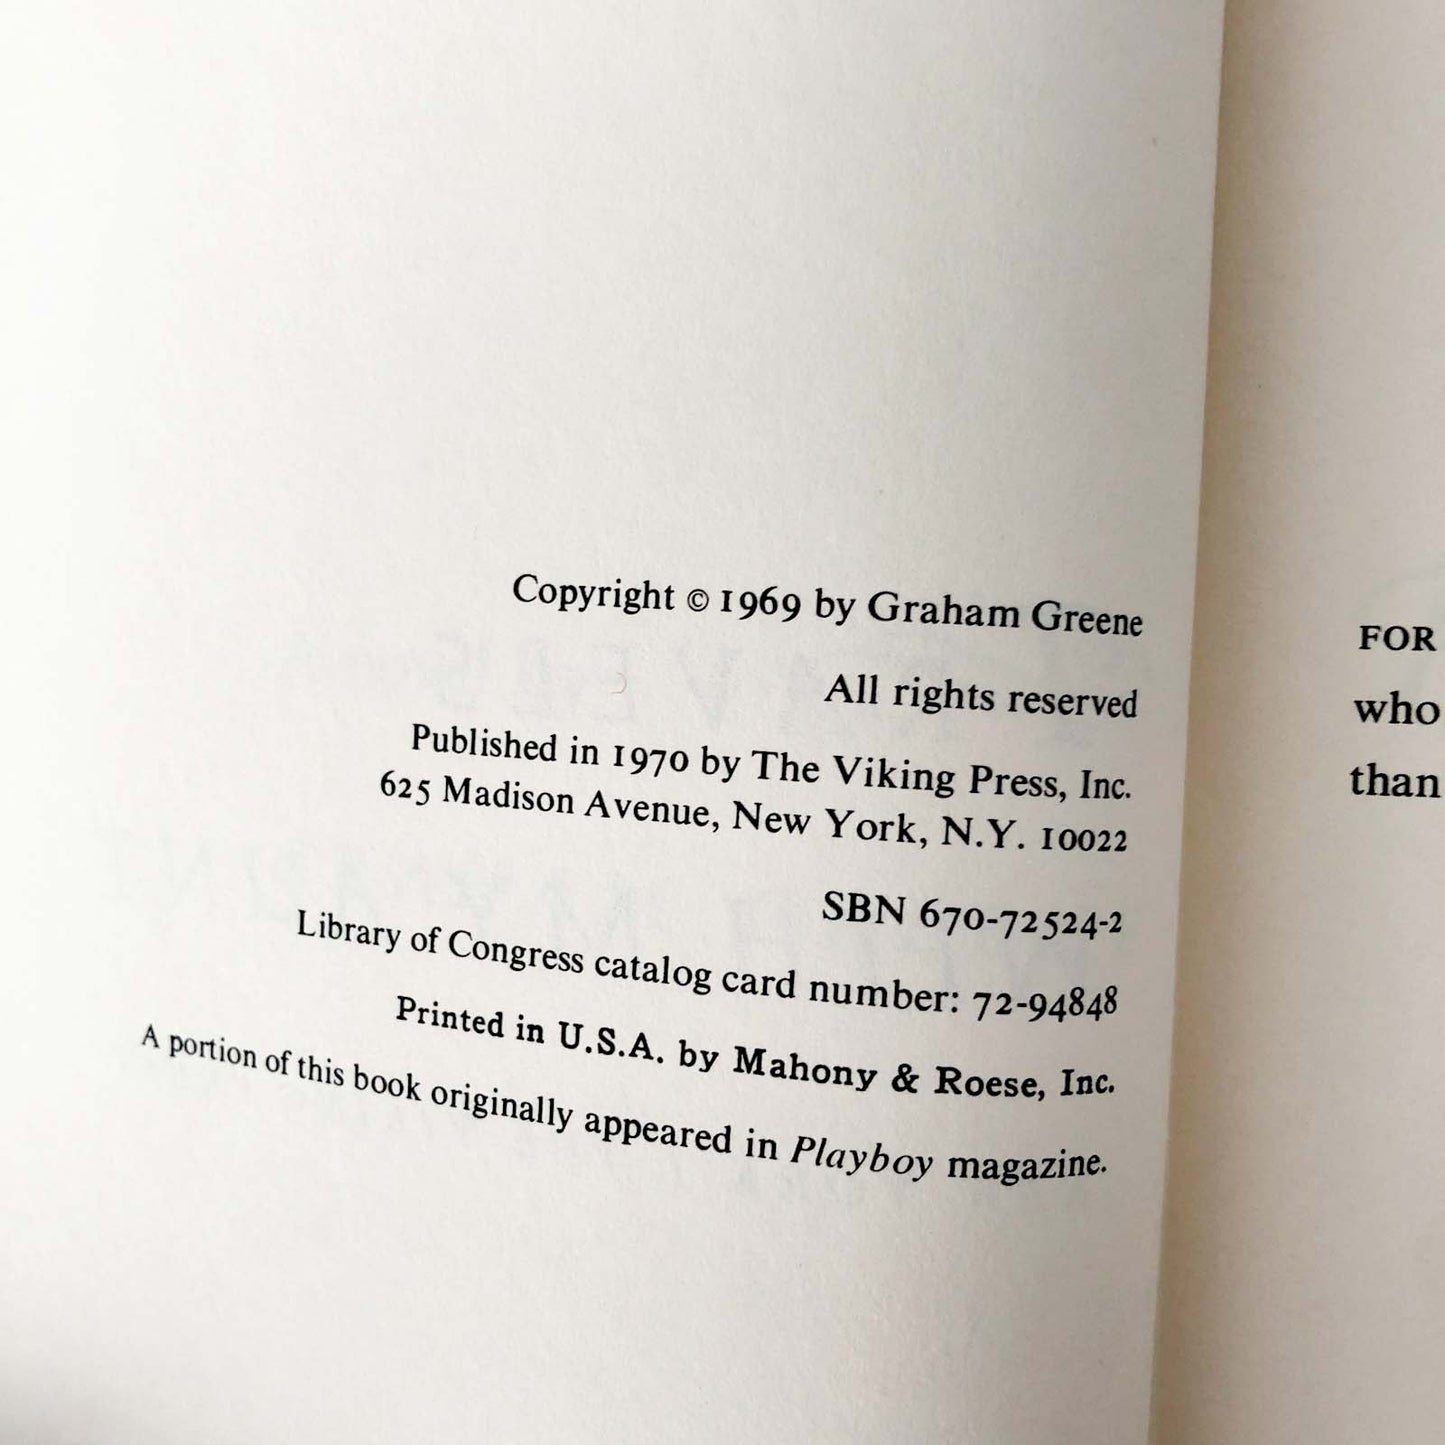 Copyright © 1969 by Graham Greene
All rights reserved
Published in 1970 by The Viking Press, Inc.
625 Madison Avenue, New York, N.Y. 10022
SBN 670-72524-2
Library of Congress catalog card number: 72-94848
Printed in U.S.A. by Mahony & Roese, Inc.
A portion of this book originally appeared in Playboy magazine.
FOR
who
than